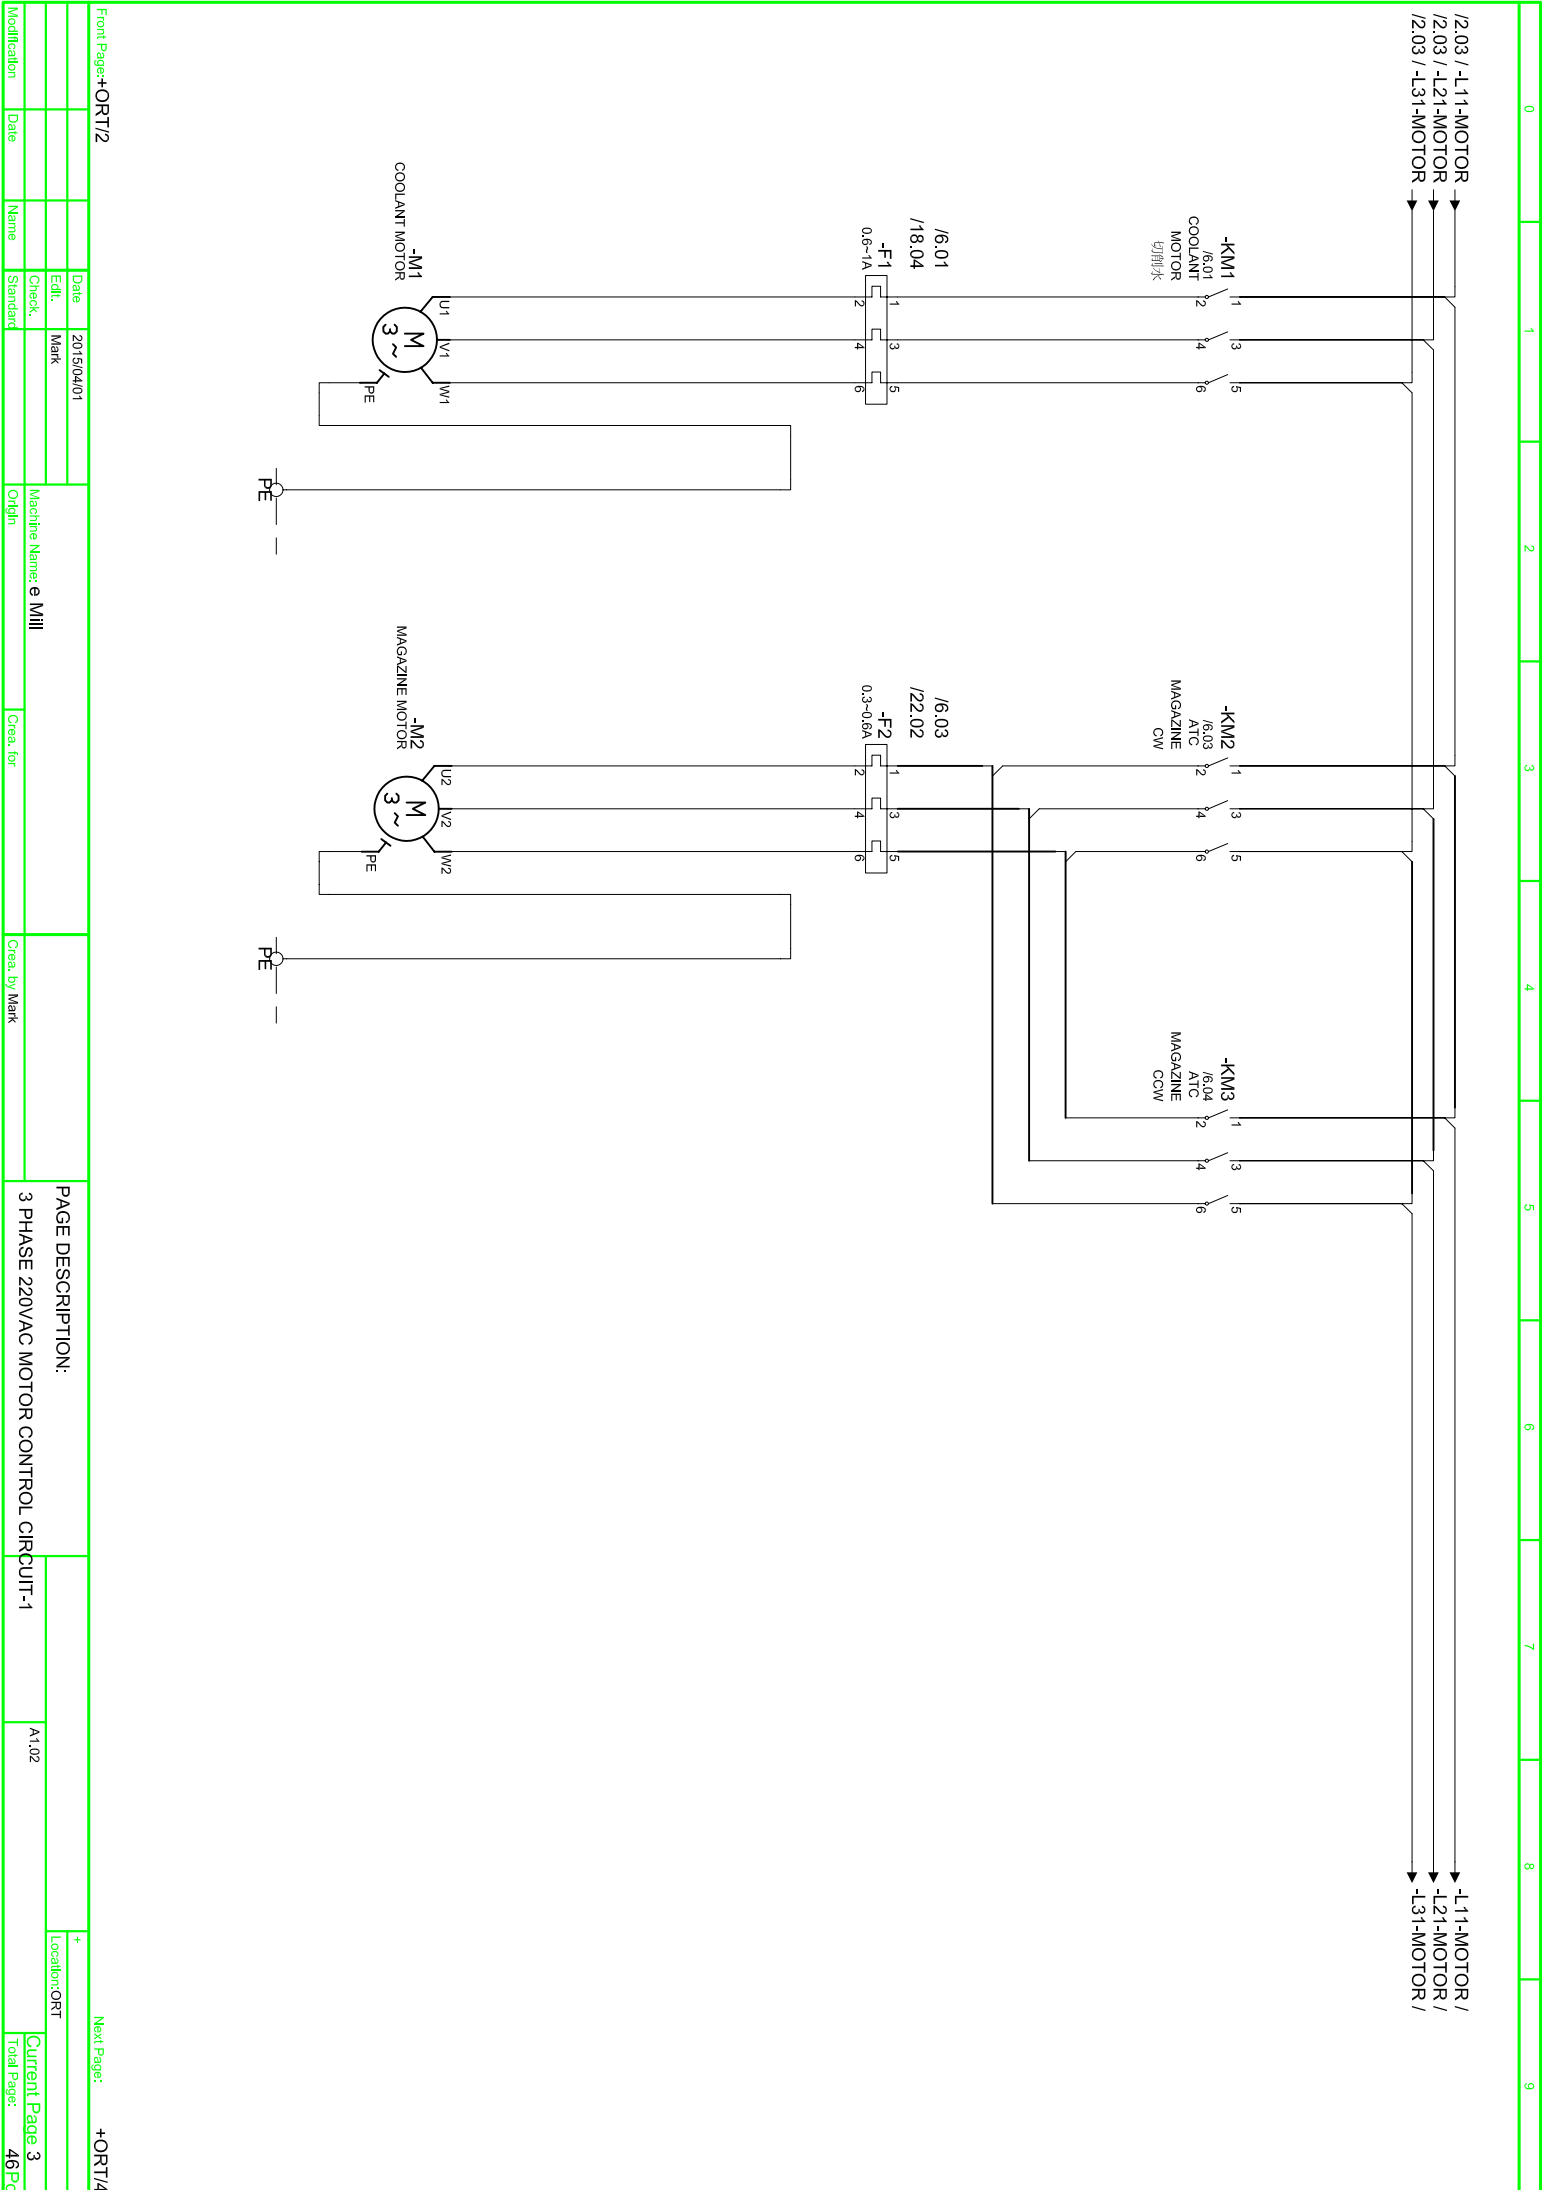 0 1 2 3 4 5 6 7 8 9
/2.03 / -L11-MOTOR
/2.03 / -L21-MOTOR
/2.03 / -L31-MOTOR
-L11-MOTOR /
-L21-MOTOR /
-L31-MOTOR /
-KM1
/6.01
COOLANT
MOTOR
切削水
1 3 5
2 4 6
-KM2
/6.03
ATC
MAGAZINE
CW
1 3 5
2 4 6
-KM3
/6.04
ATC
MAGAZINE
CCW
1 3 5
2 4 6
/6.01
/18.04
-F1
0.6~1A
1 3 5
2 4 6
/6.03
/22.02
-F2
0.3~0.6A
1 3 5
2 4 6
-M1
COOLANT MOTOR
U1 V1 W1
M
3 ~
PE
PE
-M2
MAGAZINE MOTOR
U2 V2 W2
M
3 ~
PE
PE
Front Page:+ORT/2
Next Page: +ORT/4
Date 2015/04/01
Edit. Mark
Check.
Modification Date Name Standard
Machine Name: e Mill
Origin Crea. for Crea. by Mark
PAGE DESCRIPTION:
3 PHASE 220VAC MOTOR CONTROL CIRCUIT-1
A1.02
+
Location:ORT
Current Page 3
Total Page: 46